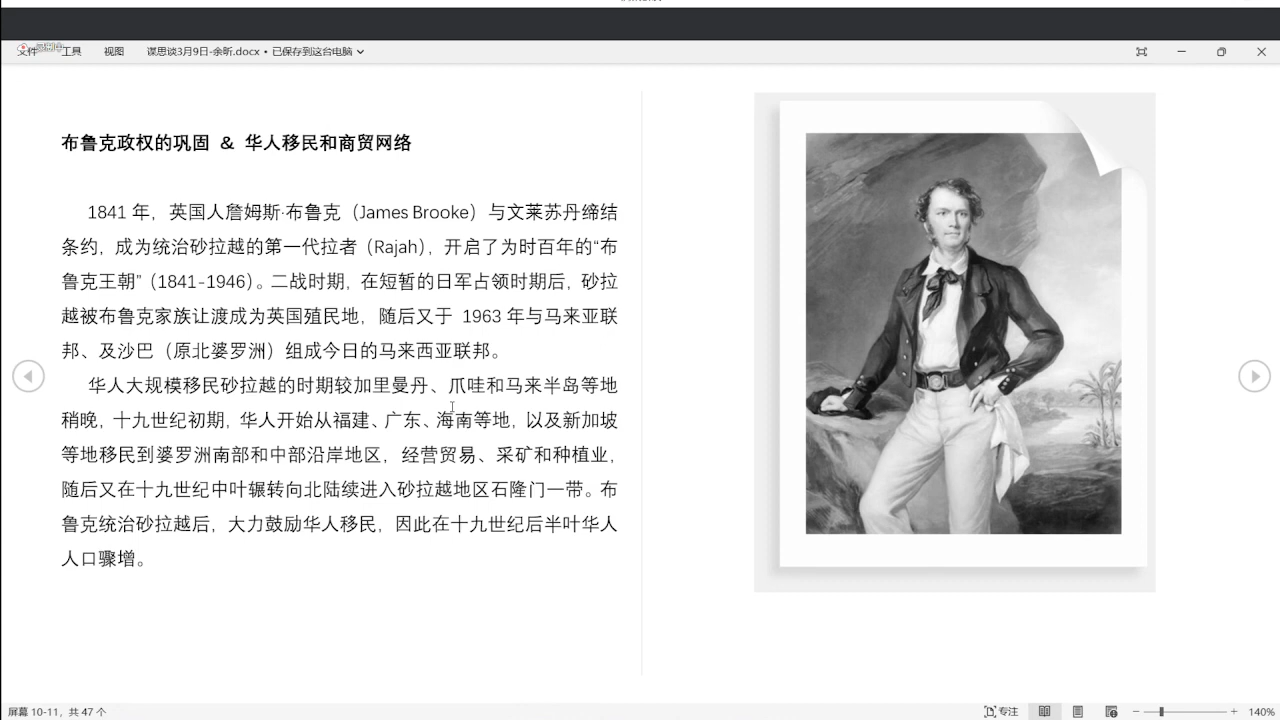 文件
工具
视图
谋思谈3月9日-余昕.docx • 已保存到这台电脑
布鲁克政权的巩固 & 华人移民和商贸网络
1841 年，英国人詹姆斯·布鲁克（James Brooke）与文莱苏丹缔结
条约，成为统治砂拉越的第一代拉者（Rajah），开启了为时百年的“布
鲁克王朝”（1841-1946）。二战时期，在短暂的日军占领时期后，砂拉
越被布鲁克家族让渡成为英国殖民地，随后又于 1963 年与马来亚联
邦、及沙巴（原北婆罗洲）组成今日的马来西亚联邦。
华人大规模移民砂拉越的时期较加里曼丹、爪哇和马来半岛等地
稍晚，十九世纪初期，华人开始从福建、广东、海南等地，以及新加坡
等地移民到婆罗洲南部和中部沿岸地区，经营贸易、采矿和种植业，
随后又在十九世纪中叶辗转向北陆续进入砂拉越地区石隆门一带。布
鲁克统治砂拉越后，大力鼓励华人移民，因此在十九世纪后半叶华人
人口骤增。
屏幕 10-11，共 47 个
专注
140%